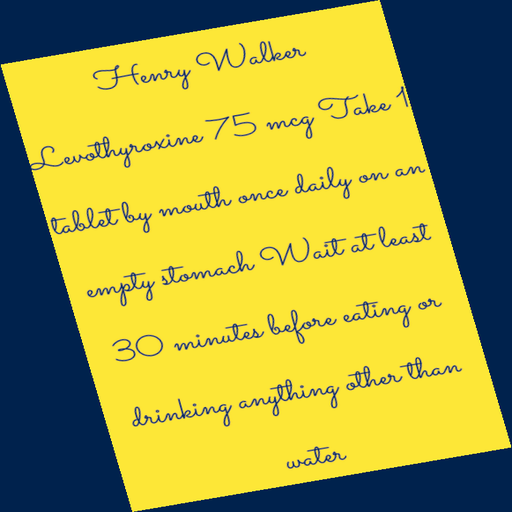 Henry Walker
Levothyroxine 75 mcg Take 1
tablet by mouth once daily on an
empty stomach Wait at least
30 minutes before eating or
drinking anything other than
water